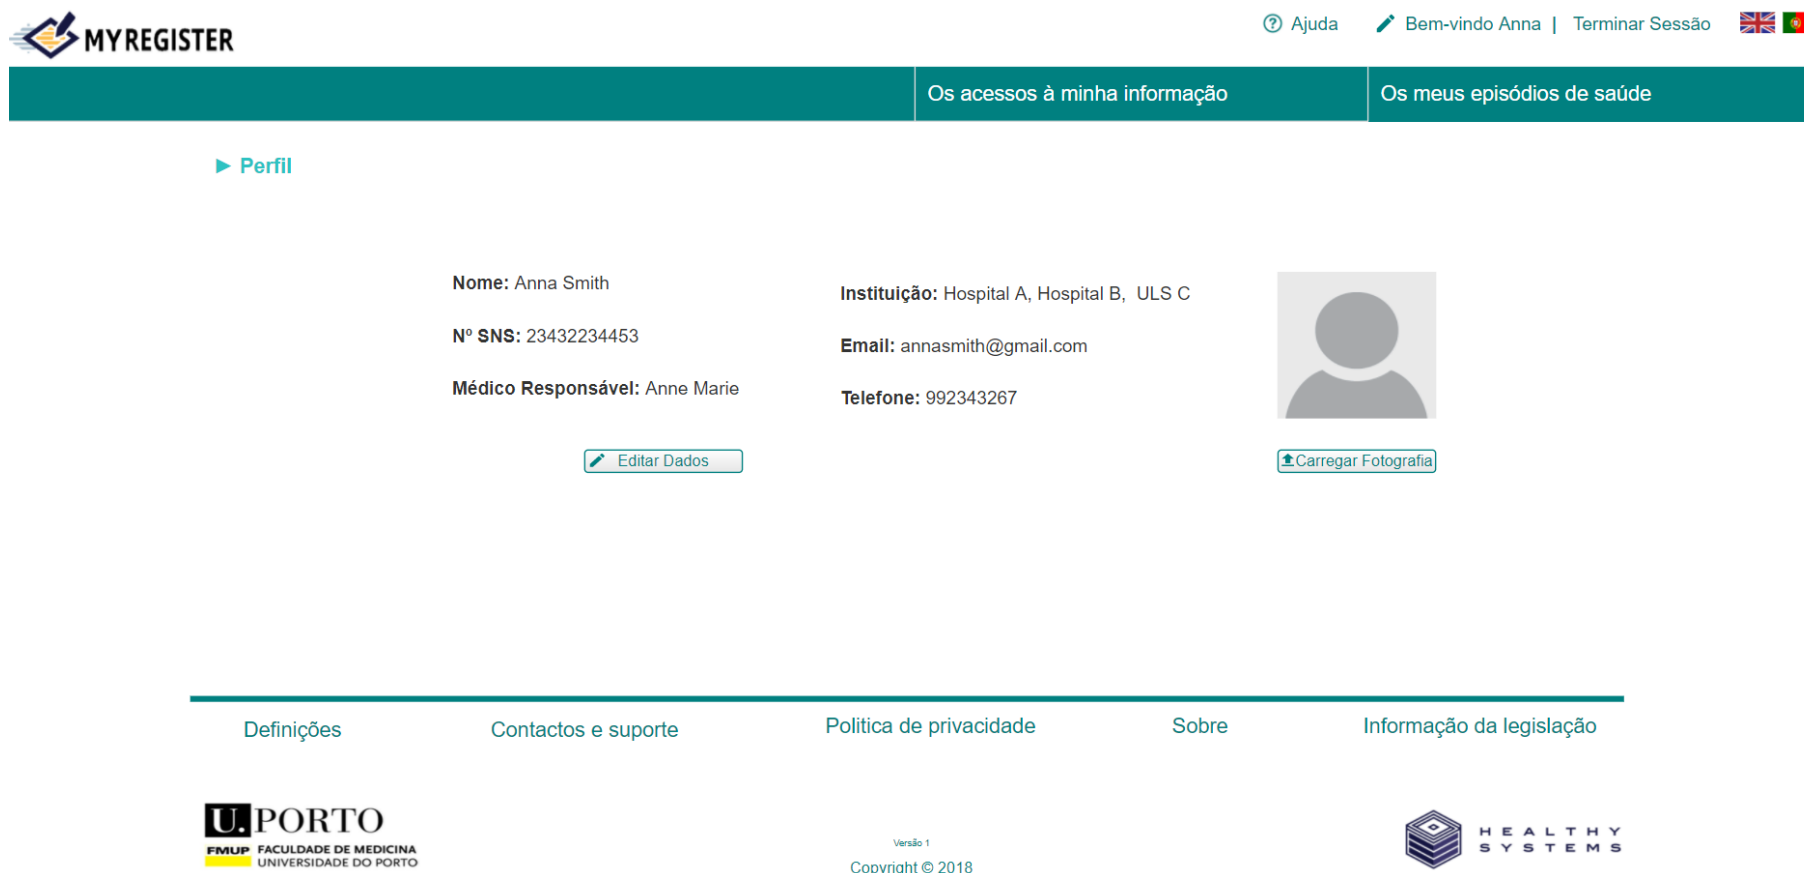 MYREGISTER
Ajuda
Bem-vindo Anna | Terminar Sessão
Os acessos à minha informação
Os meus episódios de saúde
► Perfil
Nome: Anna Smith
Nº SNS: 23432234453
Médico Responsável: Anne Marie
Editar Dados
Instituição: Hospital A, Hospital B, ULS C
Email: annasmith@gmail.com
Telefone: 992343267
Carregar Fotografia
Definições
Contactos e suporte
Politica de privacidade
Sobre
Informação da legislação
U. PORTO
FMUP FACULDADE DE MEDICINA
UNIVERSIDADE DO PORTO
Versão 1
Copyright © 2018
HEALTHY
SYSTEMS